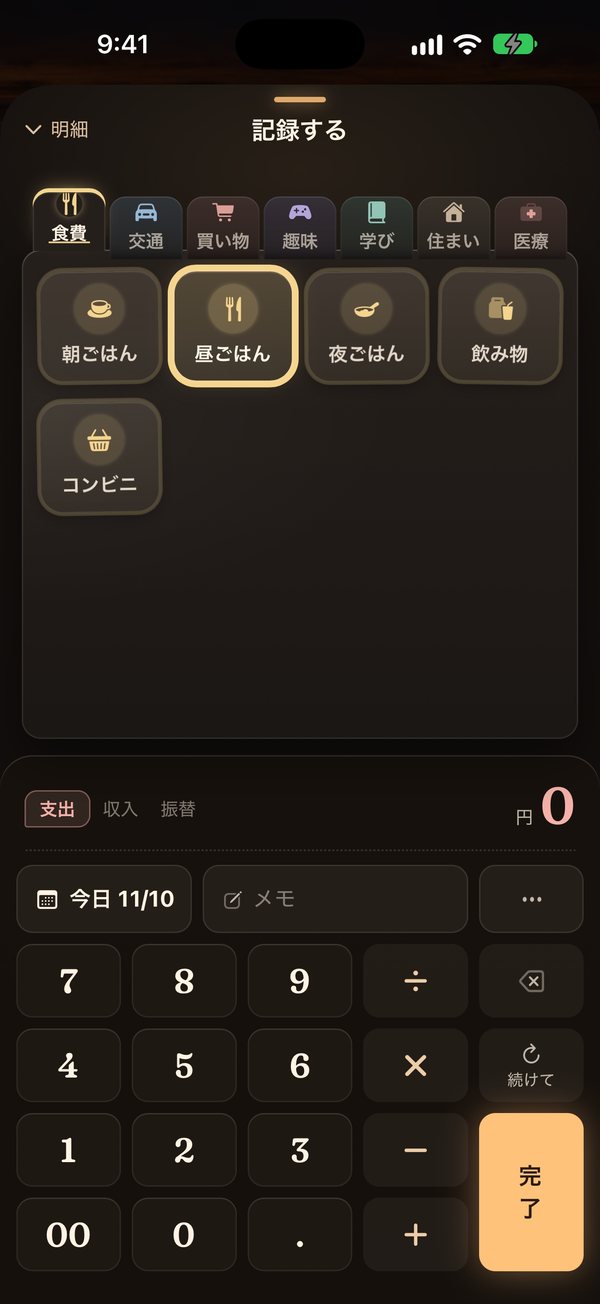 9:41
明細
記録する
食費
交通
買い物
趣味
学び
住まい
医療
朝ごはん
昼ごはん
夜ごはん
飲み物
コンビニ
支出
収入
振替
円 0
今日 11/10
メモ
...
7 8 9 ÷
4 5 6 × 続けて
1 2 3 −
00 0 . +
完了